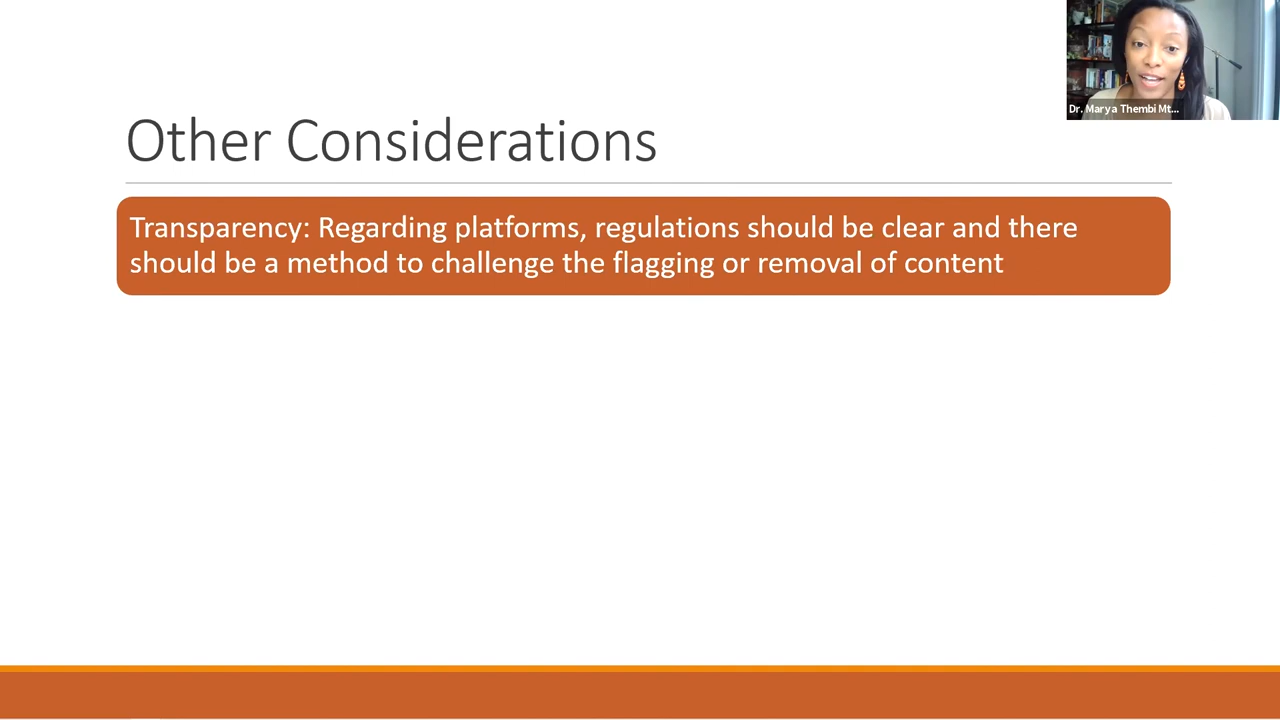 Dr. Marya Thembi Mt...
Other Considerations
Transparency: Regarding platforms, regulations should be clear and there
should be a method to challenge the flagging or removal of content